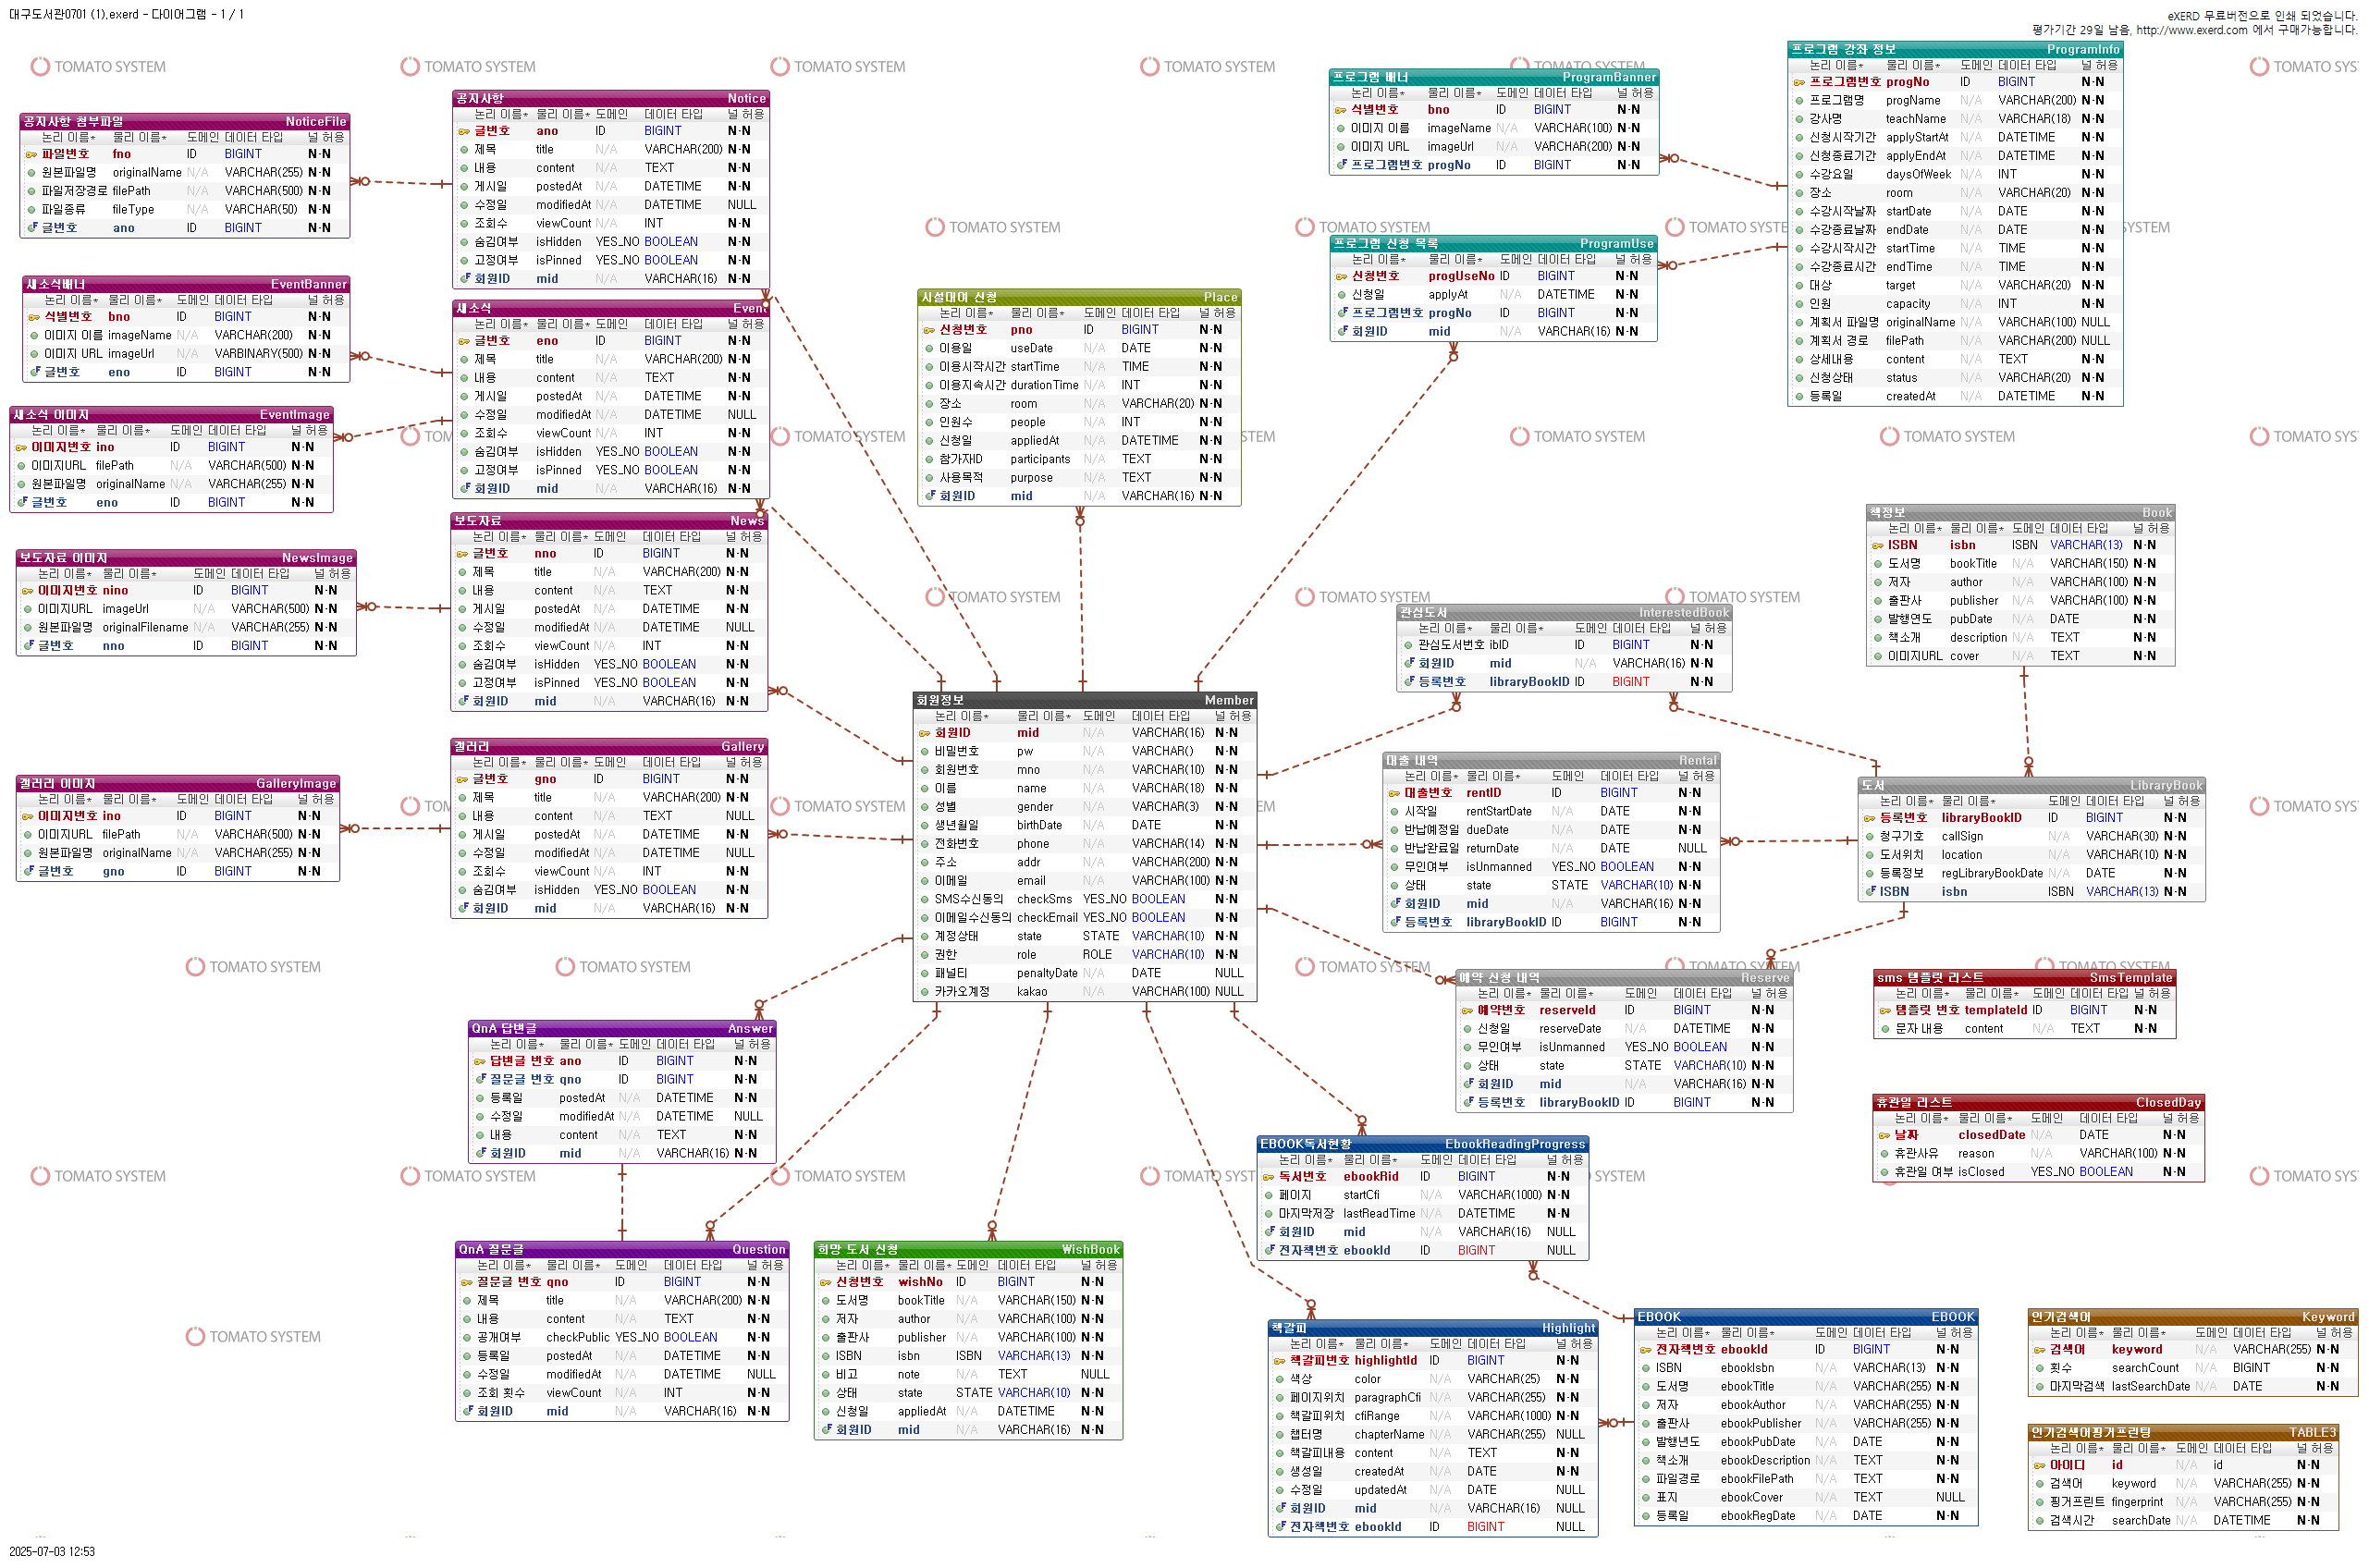 대구도서관0701 (1).exerd - 다이어그램 - 1 / 1
eXERD 무료버전으로 인쇄 되었습니다.
평가기간 29일 남음, http://www.exerd.com 에서 구매가능합니다.
공지사항 첨부파일 NoticeFile
논리 이름* 물리 이름* 도메인 데이터 타입 널 허용
파일번호 fno ID BIGINT N-N
원본파일명 originalName N/A VARCHAR(255) N-N
파일저장경로 filePath N/A VARCHAR(500) N-N
파일종류 fileType N/A VARCHAR(50) N-N
글번호 ano ID BIGINT N-N
새소식배너 EventBanner
논리 이름* 물리 이름* 도메인 데이터 타입 널 허용
식별번호 bno ID BIGINT N-N
이미지 이름 imageName N/A VARCHAR(200) N-N
이미지 URL imageUrl N/A VARBINARY(500) N-N
글번호 eno ID BIGINT N-N
새소식 이미지 EventImage
논리 이름* 물리 이름* 도메인 데이터 타입 널 허용
이미지번호 ino ID BIGINT N-N
이미지URL filePath N/A VARCHAR(500) N-N
원본파일명 originalName N/A VARCHAR(255) N-N
글번호 eno ID BIGINT N-N
보도자료 이미지 NewsImage
논리 이름* 물리 이름* 도메인 데이터 타입 널 허용
이미지번호 nino ID BIGINT N-N
이미지URL imageUrl N/A VARCHAR(500) N-N
원본파일명 originalFilename N/A VARCHAR(255) N-N
글번호 nno ID BIGINT N-N
갤러리 이미지 GalleryImage
논리 이름* 물리 이름* 도메인 데이터 타입 널 허용
이미지번호 ino ID BIGINT N-N
이미지URL filePath N/A VARCHAR(500) N-N
원본파일명 originalName N/A VARCHAR(255) N-N
글번호 gno ID BIGINT N-N
공지사항 Notice
논리 이름* 물리 이름* 도메인 데이터 타입 널 허용
글번호 ano ID BIGINT N-N
제목 title N/A VARCHAR(200) N-N
내용 content N/A TEXT N-N
게시일 postedAt N/A DATETIME N-N
수정일 modifiedAt N/A DATETIME NULL
조회수 viewCount N/A INT N-N
숨김여부 isHidden YES_NO BOOLEAN N-N
고정여부 isPinned YES_NO BOOLEAN N-N
회원ID mid N/A VARCHAR(16) N-N
새소식 Event
논리 이름* 물리 이름* 도메인 데이터 타입 널 허용
글번호 eno ID BIGINT N-N
제목 title N/A VARCHAR(200) N-N
내용 content N/A TEXT N-N
게시일 postedAt N/A DATETIME N-N
수정일 modifiedAt N/A DATETIME NULL
조회수 viewCount N/A INT N-N
숨김여부 isHidden YES_NO BOOLEAN N-N
고정여부 isPinned YES_NO BOOLEAN N-N
회원ID mid N/A VARCHAR(16) N-N
보도자료 News
논리 이름* 물리 이름* 도메인 데이터 타입 널 허용
글번호 nno ID BIGINT N-N
제목 title N/A VARCHAR(200) N-N
내용 content N/A TEXT N-N
게시일 postedAt N/A DATETIME N-N
수정일 modifiedAt N/A DATETIME NULL
조회수 viewCount N/A INT N-N
숨김여부 isHidden YES_NO BOOLEAN N-N
고정여부 isPinned YES_NO BOOLEAN N-N
회원ID mid N/A VARCHAR(16) N-N
갤러리 Gallery
논리 이름* 물리 이름* 도메인 데이터 타입 널 허용
글번호 gno ID BIGINT N-N
제목 title N/A VARCHAR(200) N-N
내용 content N/A TEXT NULL
게시일 postedAt N/A DATETIME N-N
수정일 modifiedAt N/A DATETIME NULL
조회수 viewCount N/A INT N-N
숨김여부 isHidden YES_NO BOOLEAN N-N
회원ID mid N/A VARCHAR(16) N-N
QnA 답변글 Answer
논리 이름* 물리 이름* 도메인 데이터 타입 널 허용
답변글 번호 ano ID BIGINT N-N
질문글 번호 qno ID BIGINT N-N
등록일 postedAt N/A DATETIME N-N
수정일 modifiedAt N/A DATETIME NULL
내용 content N/A TEXT N-N
회원ID mid N/A VARCHAR(16) N-N
QnA 질문글 Question
논리 이름* 물리 이름* 도메인 데이터 타입 널 허용
질문글 번호 qno ID BIGINT N-N
제목 title N/A VARCHAR(200) N-N
내용 content N/A TEXT N-N
공개여부 checkPublic YES_NO BOOLEAN N-N
등록일 postedAt N/A DATETIME N-N
수정일 modifiedAt N/A DATETIME NULL
조회 횟수 viewCount N/A INT N-N
회원ID mid N/A VARCHAR(16) N-N
시설대여 신청 Place
논리 이름* 물리 이름* 도메인 데이터 타입 널 허용
신청번호 pno ID BIGINT N-N
이용일 useDate N/A DATE N-N
이용시작시간 startTime N/A TIME N-N
이용지속시간 durationTime N/A INT N-N
장소 room N/A VARCHAR(20) N-N
인원수 people N/A INT N-N
신청일 appliedAt N/A DATETIME N-N
참가자ID participants N/A TEXT N-N
사용목적 purpose N/A TEXT N-N
회원ID mid N/A VARCHAR(16) N-N
회원정보 Member
논리 이름* 물리 이름* 도메인 데이터 타입 널 허용
회원ID mid N/A VARCHAR(16) N-N
비밀번호 pw N/A VARCHAR() N-N
회원번호 mno N/A VARCHAR(10) N-N
이름 name N/A VARCHAR(18) N-N
성별 gender N/A VARCHAR(3) N-N
생년월일 birthDate N/A DATE N-N
전화번호 phone N/A VARCHAR(14) N-N
주소 addr N/A VARCHAR(200) N-N
이메일 email N/A VARCHAR(100) N-N
SMS수신동의 checkSms YES_NO BOOLEAN N-N
이메일수신동의 checkEmail YES_NO BOOLEAN N-N
계정상태 state STATE VARCHAR(10) N-N
권한 role ROLE VARCHAR(10) N-N
패널티 penaltyDate N/A DATE NULL
카카오계정 kakao N/A VARCHAR(100) NULL
희망 도서 신청 WishBook
논리 이름* 물리 이름* 도메인 데이터 타입 널 허용
신청번호 wishNo ID BIGINT N-N
도서명 bookTitle N/A VARCHAR(150) N-N
저자 author N/A VARCHAR(100) N-N
출판사 publisher N/A VARCHAR(100) N-N
ISBN isbn ISBN VARCHAR(13) N-N
비고 note N/A TEXT NULL
상태 state STATE VARCHAR(10) N-N
신청일 appliedAt N/A DATETIME N-N
회원ID mid N/A VARCHAR(16) N-N
프로그램 배너 ProgramBanner
논리 이름* 물리 이름* 도메인 데이터 타입 널 허용
식별번호 bno ID BIGINT N-N
이미지 이름 imageName N/A VARCHAR(100) N-N
이미지 URL imageUrl N/A VARCHAR(200) N-N
프로그램번호 progNo ID BIGINT N-N
프로그램 신청 목록 ProgramUse
논리 이름* 물리 이름* 도메인 데이터 타입 널 허용
신청번호 progUseNo ID BIGINT N-N
신청일 applyAt N/A DATETIME N-N
프로그램번호 progNo ID BIGINT N-N
회원ID mid N/A VARCHAR(16) N-N
프로그램 강좌 정보 ProgramInfo
논리 이름* 물리 이름* 도메인 데이터 타입 널 허용
프로그램번호 progNo ID BIGINT N-N
프로그램명 progName N/A VARCHAR(200) N-N
강사명 teachName N/A VARCHAR(18) N-N
신청시작기간 applyStartAt N/A DATETIME N-N
신청종료기간 applyEndAt N/A DATETIME N-N
수강요일 daysOfWeek N/A INT N-N
장소 room N/A VARCHAR(20) N-N
수강시작날짜 startDate N/A DATE N-N
수강종료날짜 endDate N/A DATE N-N
수강시작시간 startTime N/A TIME N-N
수강종료시간 endTime N/A TIME N-N
대상 target N/A VARCHAR(20) N-N
인원 capacity N/A INT N-N
계획서 파일명 originalName N/A VARCHAR(100) NULL
계획서 경로 filePath N/A VARCHAR(200) NULL
상세내용 content N/A TEXT N-N
신청상태 status N/A VARCHAR(20) N-N
등록일 createdAt N/A DATETIME N-N
책정보 Book
논리 이름* 물리 이름* 도메인 데이터 타입 널 허용
ISBN isbn ISBN VARCHAR(13) N-N
도서명 bookTitle N/A VARCHAR(150) N-N
저자 author N/A VARCHAR(100) N-N
출판사 publisher N/A VARCHAR(100) N-N
발행연도 pubDate N/A DATE N-N
책소개 description N/A TEXT N-N
이미지URL cover N/A TEXT N-N
관심도서 InterestedBook
논리 이름* 물리 이름* 도메인 데이터 타입 널 허용
관심도서번호 ibID ID BIGINT N-N
회원ID mid N/A VARCHAR(16) N-N
등록번호 libraryBookID ID BIGINT N-N
대출 내역 Rental
논리 이름* 물리 이름* 도메인 데이터 타입 널 허용
대출번호 rentID ID BIGINT N-N
시작일 rentStartDate N/A DATE N-N
반납예정일 dueDate N/A DATE N-N
반납완료일 returnDate N/A DATE NULL
무인여부 isUnmanned YES_NO BOOLEAN N-N
상태 state STATE VARCHAR(10) N-N
회원ID mid N/A VARCHAR(16) N-N
등록번호 libraryBookID ID BIGINT N-N
도서 LibraryBook
논리 이름* 물리 이름* 도메인 데이터 타입 널 허용
등록번호 libraryBookID ID BIGINT N-N
청구기호 callSign N/A VARCHAR(30) N-N
도서위치 location N/A VARCHAR(10) N-N
등록정보 regLibraryBookDate N/A DATE N-N
ISBN isbn ISBN VARCHAR(13) N-N
예약 신청 내역 Reserve
논리 이름* 물리 이름* 도메인 데이터 타입 널 허용
예약번호 reserveId ID BIGINT N-N
신청일 reserveDate N/A DATETIME N-N
무인여부 isUnmanned YES_NO BOOLEAN N-N
상태 state STATE VARCHAR(10) N-N
회원ID mid N/A VARCHAR(16) N-N
등록번호 libraryBookID ID BIGINT N-N
sms 템플릿 리스트 SmsTemplate
논리 이름* 물리 이름* 도메인 데이터 타입 널 허용
템플릿 번호 templateId ID BIGINT N-N
문자 내용 content N/A TEXT N-N
휴관일 리스트 ClosedDay
논리 이름* 물리 이름* 도메인 데이터 타입 널 허용
날짜 closedDate N/A DATE N-N
휴관사유 reason N/A VARCHAR(100) N-N
휴관일 여부 isClosed YES_NO BOOLEAN N-N
EBOOK독서현황 EbookReadingProgress
논리 이름* 물리 이름* 도메인 데이터 타입 널 허용
독서번호 ebookRid ID BIGINT N-N
페이지 startCfi N/A VARCHAR(1000) N-N
마지막저장 lastReadTime N/A DATETIME N-N
회원ID mid N/A VARCHAR(16) NULL
전자책번호 ebookId ID BIGINT NULL
책갈피 Highlight
논리 이름* 물리 이름* 도메인 데이터 타입 널 허용
책갈피번호 highlightId ID BIGINT N-N
색상 color N/A VARCHAR(25) N-N
페이지위치 paragraphCfi N/A VARCHAR(255) N-N
책갈피위치 cfiRange N/A VARCHAR(1000) N-N
챕터명 chapterName N/A VARCHAR(255) NULL
책갈피내용 content N/A TEXT N-N
생성일 createdAt N/A DATE N-N
수정일 updatedAt N/A DATE NULL
회원ID mid N/A VARCHAR(16) NULL
전자책번호 ebookId ID BIGINT NULL
EBOOK EBOOK
논리 이름* 물리 이름* 도메인 데이터 타입 널 허용
전자책번호 ebookId ID BIGINT N-N
ISBN ebookIsbn N/A VARCHAR(13) N-N
도서명 ebookTitle N/A VARCHAR(255) N-N
저자 ebookAuthor N/A VARCHAR(255) N-N
출판사 ebookPublisher N/A VARCHAR(255) N-N
발행년도 ebookPubDate N/A DATE N-N
책소개 ebookDescription N/A TEXT N-N
파일경로 ebookFilePath N/A TEXT N-N
표지 ebookCover N/A TEXT NULL
등록일 ebookRegDate N/A DATE N-N
인기검색어 Keyword
논리 이름* 물리 이름* 도메인 데이터 타입 널 허용
검색어 keyword N/A VARCHAR(255) N-N
횟수 searchCount N/A BIGINT N-N
마지막검색 lastSearchDate N/A DATE N-N
인기검색어핑거프린팅 TABLE3
논리 이름* 물리 이름* 도메인 데이터 타입 널 허용
아이디 id N/A id N-N
검색어 keyword N/A VARCHAR(255) N-N
핑거프린트 fingerprint N/A VARCHAR(255) N-N
검색시간 searchDate N/A DATETIME N-N
TOMATO SYSTEM
2025-07-03 12:53